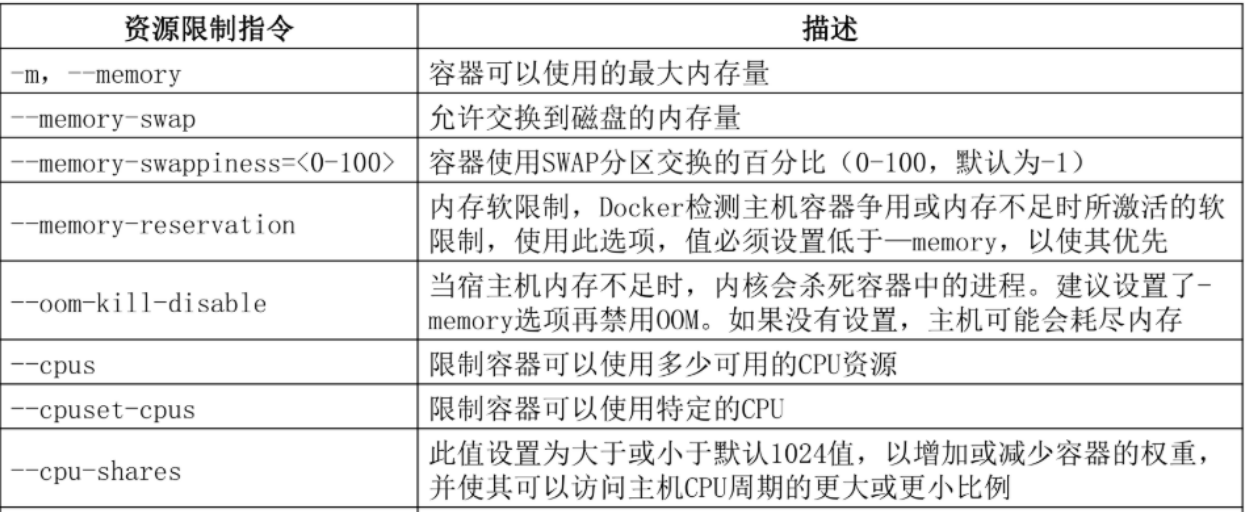 资源限制指令 描述
-m, --memory 容器可以使用的最大内存量
--memory-swap 允许交换到磁盘的内存量
--memory-swappiness=<0-100> 容器使用SWAP分区交换的百分比（0-100，默认为-1）
--memory-reservation 内存软限制，Docker检测主机容器争用或内存不足时所激活的软
限制，使用此选项，值必须设置低于—memory，以使其优先
--oom-kill-disable 当宿主机内存不足时，内核会杀死容器中的进程。建议设置了-
memory选项再禁用OOM。如果没有设置，主机可能会耗尽内存
--cpus 限制容器可以使用多少可用的CPU资源
--cpuset-cpus 限制容器可以使用特定的CPU
--cpu-shares 此值设置为大于或小于默认1024值，以增加或减少容器的权重，
并使其可以访问主机CPU周期的更大或更小比例